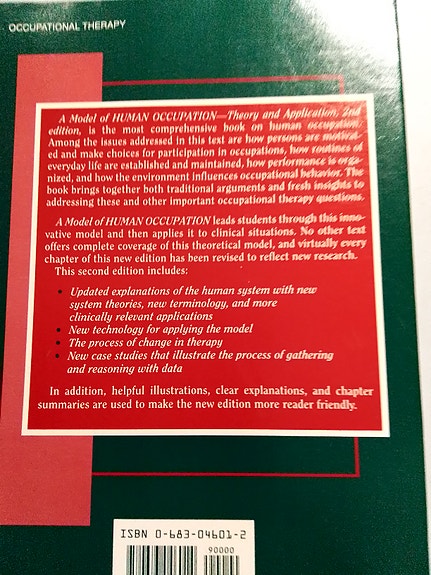 OCCUPATIONAL THERAPY
A Model of HUMAN OCCUPATION—Theory and Application, 2nd
edition, is the most comprehensive book on human occupation.
Among the issues addressed in this text are how persons are motivat-
ed and make choices for participation in occupations, how routines of
everyday life are established and maintained, how performance is orga-
nized, and how the environment influences occupational behavior. The
book brings together both traditional arguments and fresh insights to
addressing these and other important occupational therapy questions.
A Model of HUMAN OCCUPATION leads students through this inno-
vative model and then applies it to clinical situations. No other text
offers complete coverage of this theoretical model, and virtually every
chapter of this new edition has been revised to reflect new research.
This second edition includes:
• Updated explanations of the human system with new
system theories, new terminology, and more
clinically relevant applications
• New technology for applying the model
• The process of change in therapy
• New case studies that illustrate the process of gathering
and reasoning with data
In addition, helpful illustrations, clear explanations, and chapter
summaries are used to make the new edition more reader friendly.
ISBN 0-683-04601-2
90000